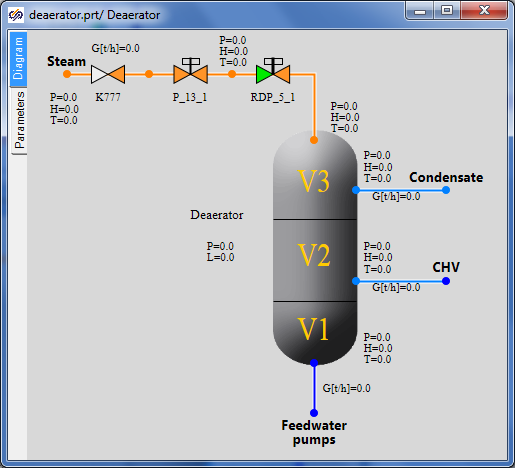 deaerator.prt/ Deaerator
Diagram
Parameters
Steam
G[t/h]=0.0
P=0.0
H=0.0
T=0.0
K777
P_13_1
RDP_5_1
P=0.0
H=0.0
T=0.0
P=0.0
H=0.0
T=0.0
V3
P=0.0
H=0.0
T=0.0
Condensate
G[t/h]=0.0
Deaerator
P=0.0
L=0.0
V2
P=0.0
H=0.0
T=0.0
CHV
G[t/h]=0.0
V1
P=0.0
H=0.0
T=0.0
G[t/h]=0.0
Feedwater
pumps